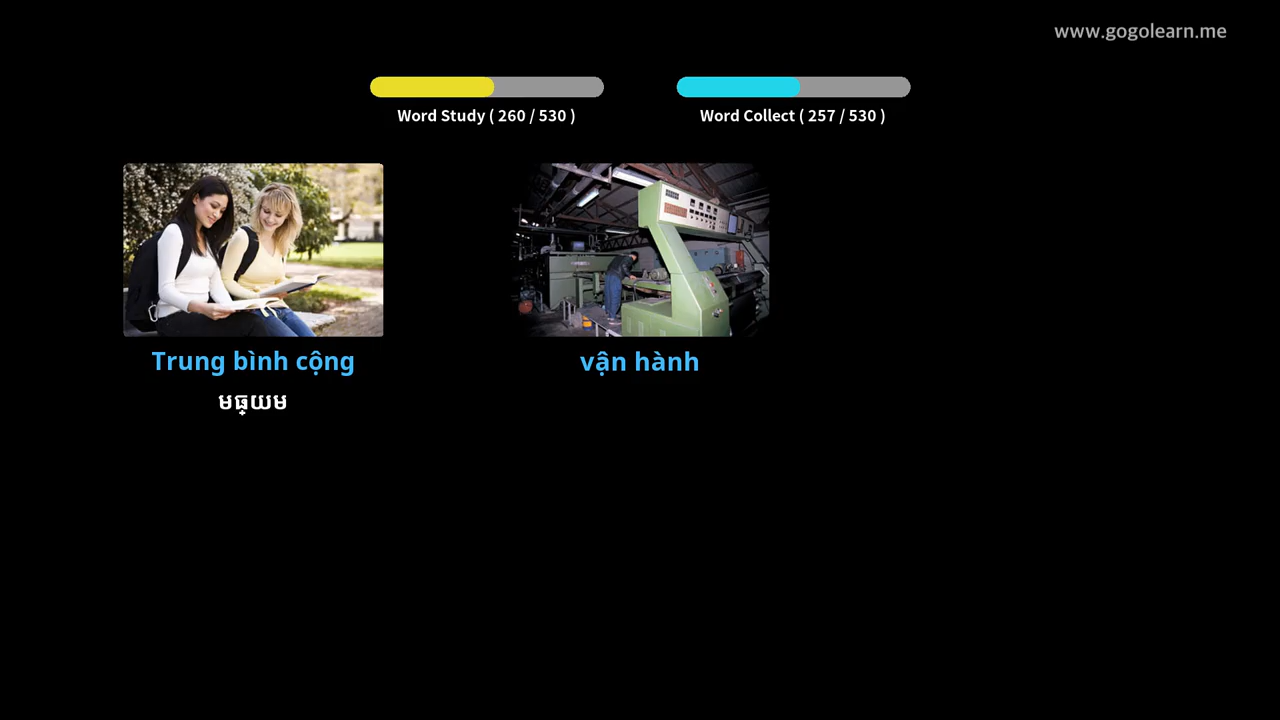 www.gogolearn.me
Word Study ( 260 / 530 )
Word Collect ( 257 / 530 )
Trung bình cộng
vận hành
មធ្យម